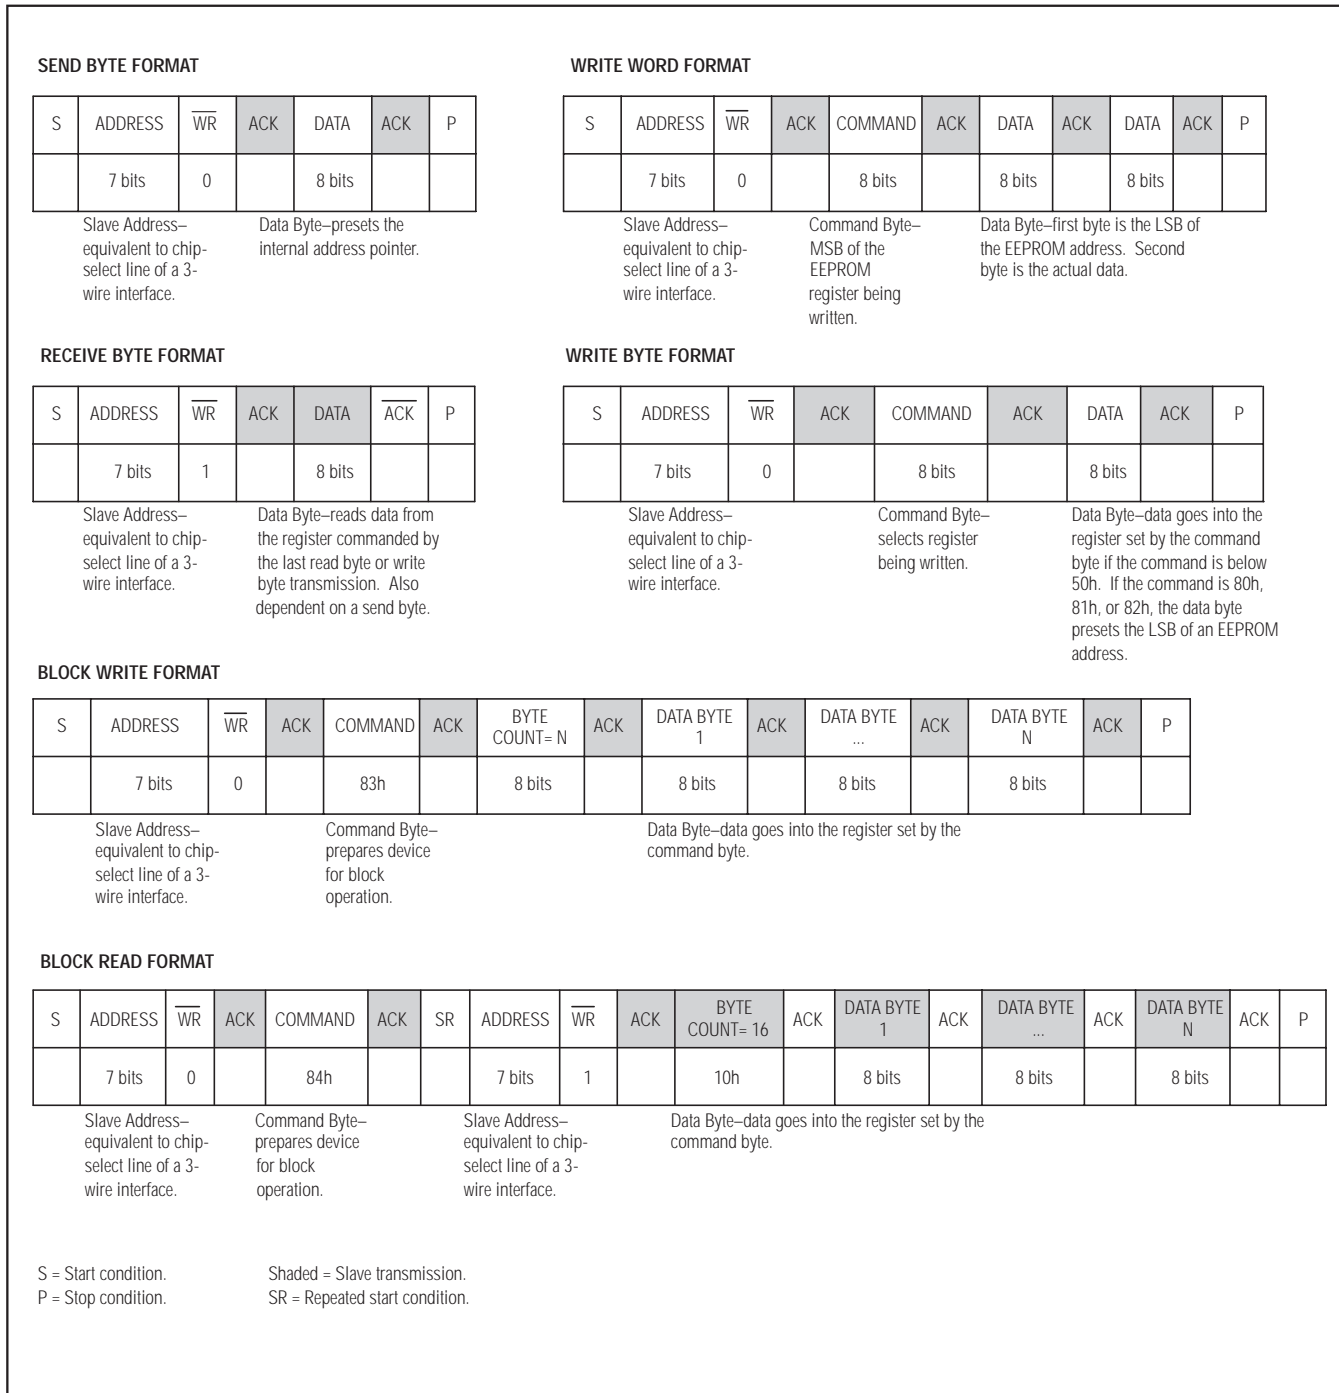 SEND BYTE FORMAT
S ADDRESS WR ACK DATA ACK P
7 bits 0 8 bits
Slave Address–
equivalent to chip-
select line of a 3-
wire interface.
Data Byte–presets the
internal address pointer.
WRITE WORD FORMAT
S ADDRESS WR ACK COMMAND ACK DATA ACK DATA ACK P
7 bits 0 8 bits 8 bits 8 bits
Slave Address–
equivalent to chip-
select line of a 3-
wire interface.
Command Byte–
MSB of the
EEPROM
register being
written.
Data Byte–first byte is the LSB of
the EEPROM address. Second
byte is the actual data.
RECEIVE BYTE FORMAT
S ADDRESS WR ACK DATA ACK P
7 bits 1 8 bits
Slave Address–
equivalent to chip-
select line of a 3-
wire interface.
Data Byte–reads data from
the register commanded by
the last read byte or write
byte transmission. Also
dependent on a send byte.
WRITE BYTE FORMAT
S ADDRESS WR ACK COMMAND ACK DATA ACK P
7 bits 0 8 bits 8 bits
Slave Address–
equivalent to chip-
select line of a 3-
wire interface.
Command Byte–
selects register
being written.
Data Byte–data goes into the
register set by the command
byte if the command is below
50h. If the command is 80h,
81h, or 82h, the data byte
presets the LSB of an EEPROM
address.
BLOCK WRITE FORMAT
S ADDRESS WR ACK COMMAND ACK BYTE COUNT= N ACK DATA BYTE 1 ACK DATA BYTE ... ACK DATA BYTE N ACK P
7 bits 0 83h 8 bits 8 bits 8 bits 8 bits
Slave Address–
equivalent to chip-
select line of a 3-
wire interface.
Command Byte–
prepares device
for block
operation.
Data Byte–data goes into the register set by the
command byte.
BLOCK READ FORMAT
S ADDRESS WR ACK COMMAND ACK SR ADDRESS WR ACK BYTE COUNT= 16 ACK DATA BYTE 1 ACK DATA BYTE ... ACK DATA BYTE N ACK P
7 bits 0 84h 7 bits 1 10h 8 bits 8 bits 8 bits
Slave Address–
equivalent to chip-
select line of a 3-
wire interface.
Command Byte–
prepares device
for block
operation.
Slave Address–
equivalent to chip-
select line of a 3-
wire interface.
Data Byte–data goes into the register set by the
command byte.
S = Start condition.
P = Stop condition.
Shaded = Slave transmission.
SR = Repeated start condition.